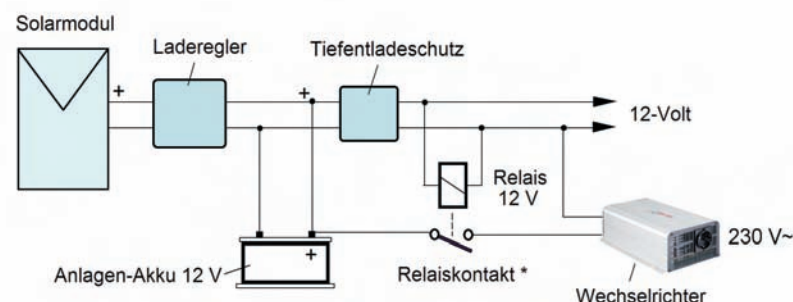 Solarmodul
Laderegler
Tiefentladeschutz
+
+
12-Volt
Relais
12 V
230 V~
+
Anlagen-Akku 12 V
Relaiskontakt *
Wechselrichter